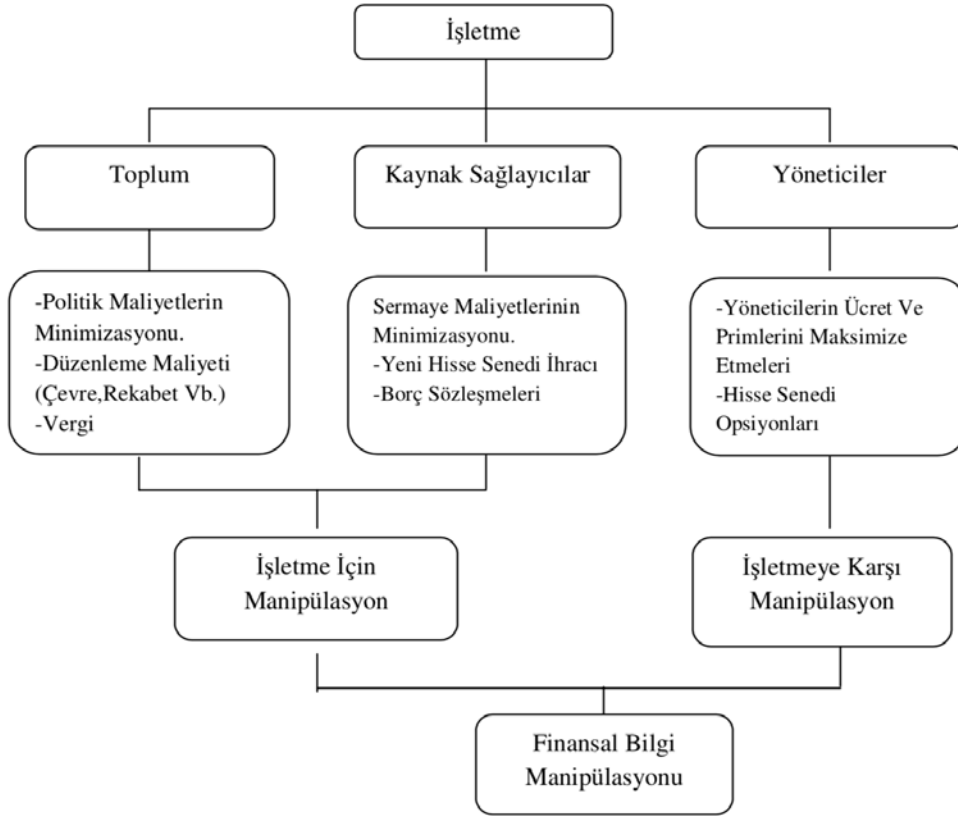 İşletme
Toplum
Kaynak Sağlayıcılar
Yöneticiler
-Politik Maliyetlerin
Minimizasyonu.
-Düzenleme Maliyeti
(Çevre,Rekabet Vb.)
-Vergi
Sermaye Maliyetlerinin
Minimizasyonu.
-Yeni Hisse Senedi İhracı
-Borç Sözleşmeleri
-Yöneticilerin Ücret Ve
Primlerini Maksimize
Etmeleri
-Hisse Senedi
Opsiyonları
İşletme İçin
Manipülasyon
İşletmeye Karşı
Manipülasyon
Finansal Bilgi
Manipülasyonu